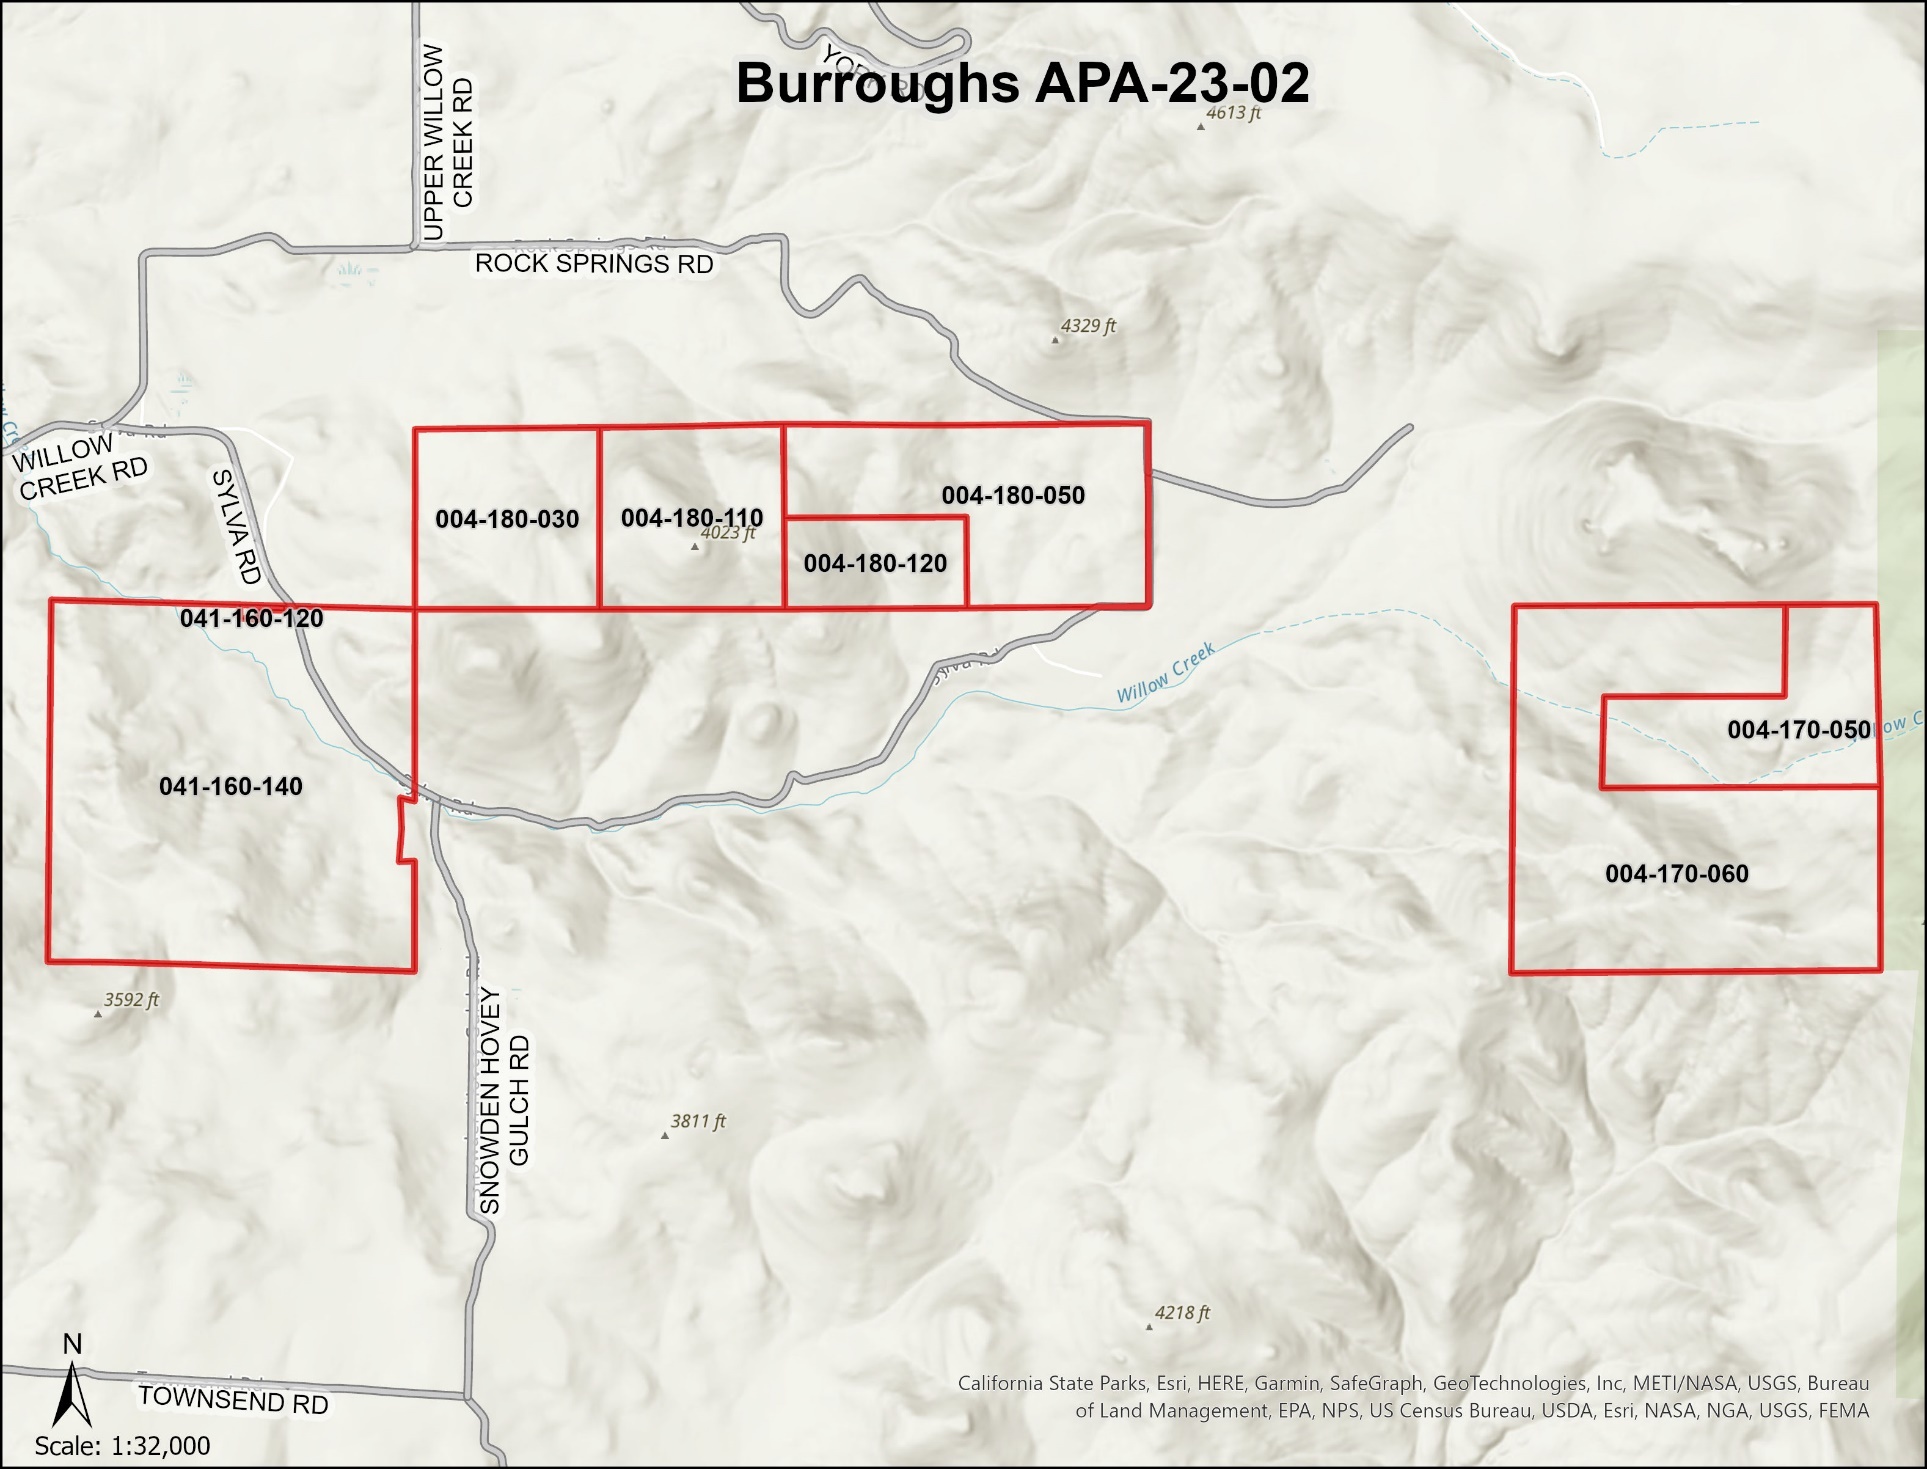 Burroughs APA-23-02
UPPER WILLOW
CREEK RD
4613 ft
ROCK SPRINGS RD
4329 ft
WILLOW
CREEK RD
SYLVA RD
004-180-030
004-180-110
4023 ft
004-180-050
004-180-120
041-160-120
Sylva Rd
Willow Creek
004-170-050
041-160-140
Sylva Rd
004-170-060
3592 ft
SNOWDEN HOVEY
GULCH RD
3811 ft
4218 ft
N
TOWNSEND RD
Scale: 1:32,000
California State Parks, Esri, HERE, Garmin, SafeGraph, GeoTechnologies, Inc, METI/NASA, USGS, Bureau
of Land Management, EPA, NPS, US Census Bureau, USDA, Esri, NASA, NGA, USGS, FEMA